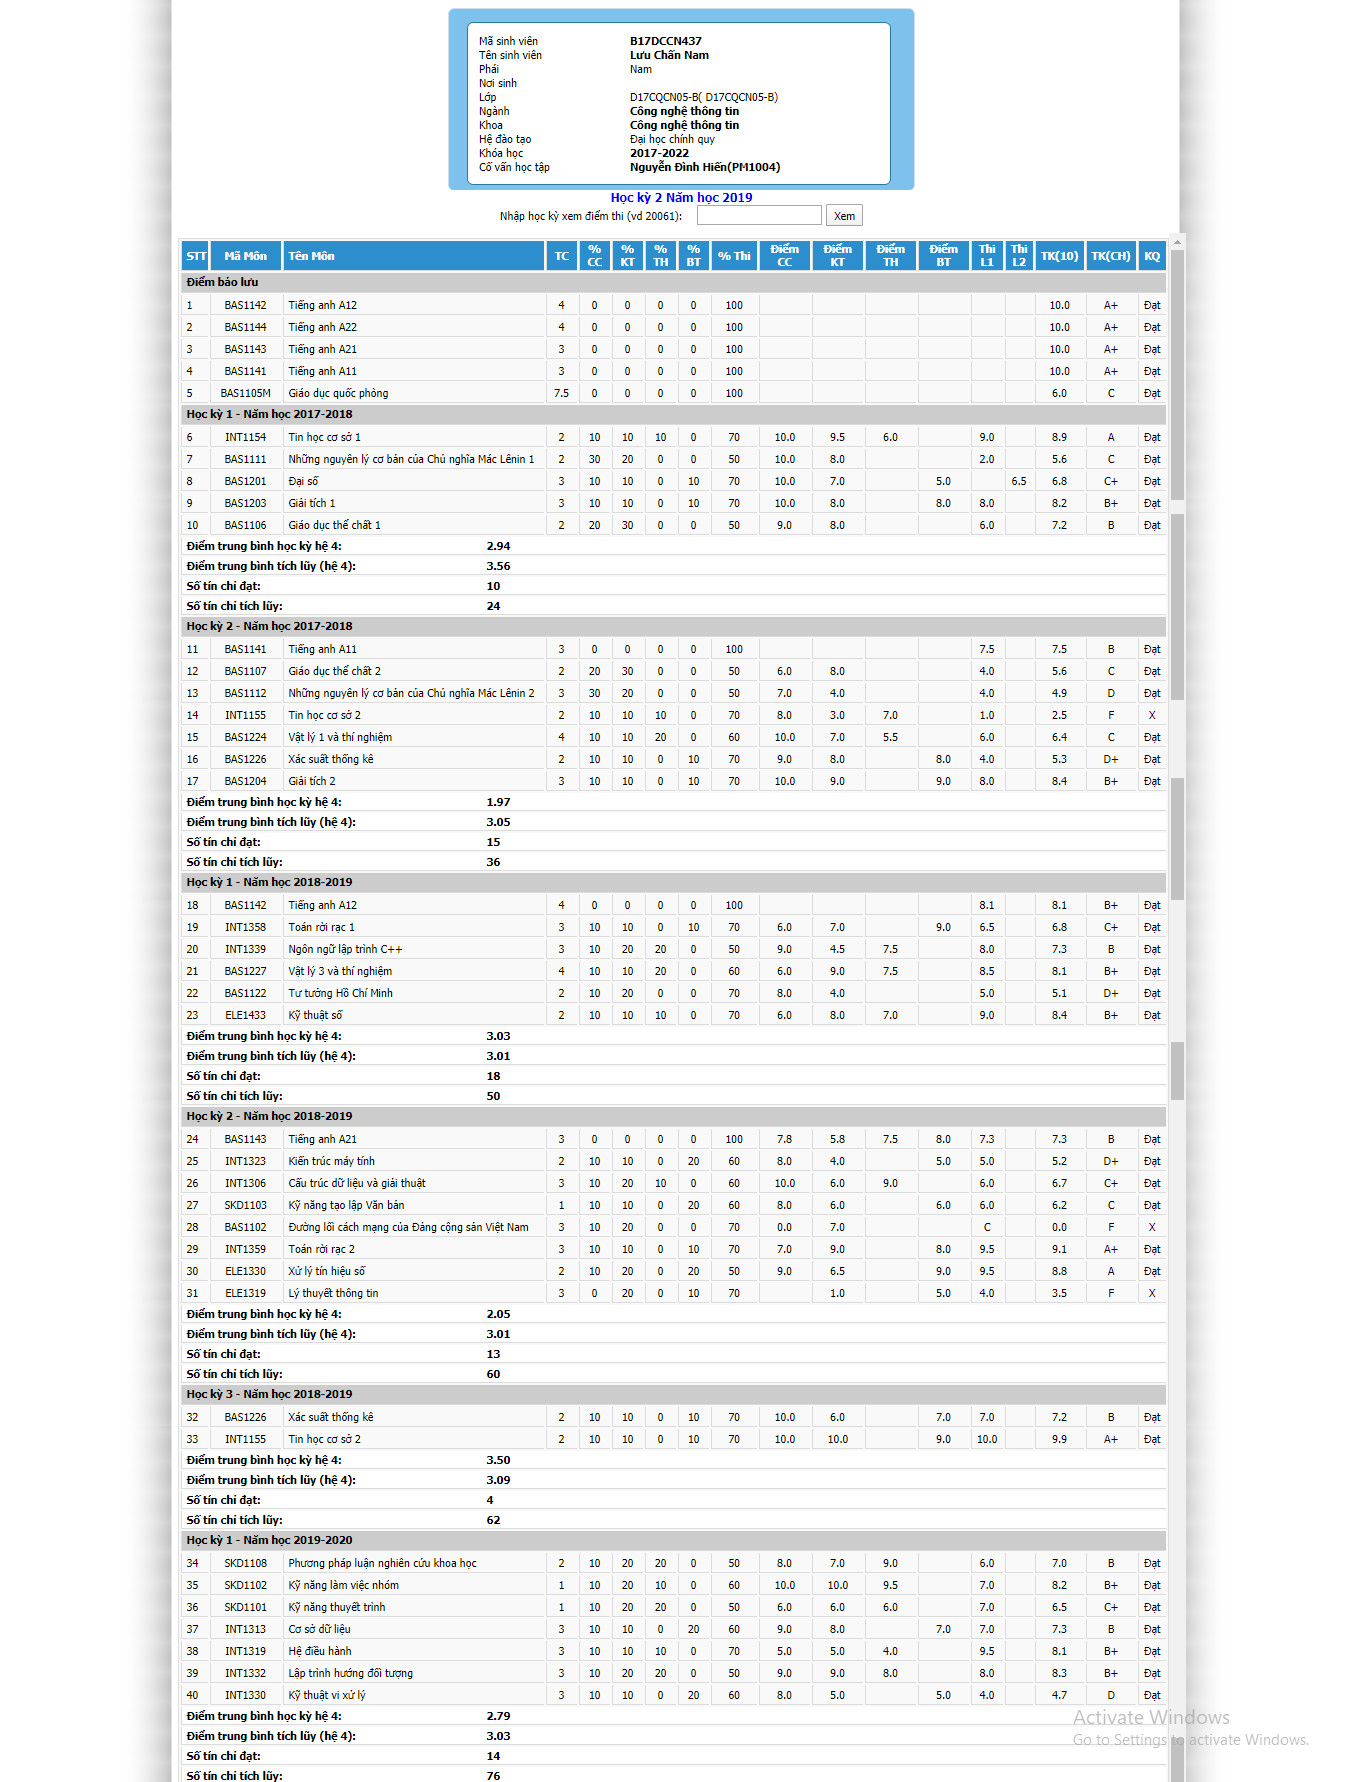 Mã sinh viên B17DCCN437
Tên sinh viên Lưu Chấn Nam
Phái Nam
Nơi sinh
Lớp D17CQCN05-B( D17CQCN05-B)
Ngành Công nghệ thông tin
Khoa Công nghệ thông tin
Hệ đào tạo Đại học chính quy
Khóa học 2017-2022
Cố vấn học tập Nguyễn Đình Hiến(PM1004)
Học kỳ 2 Năm học 2019
Nhập học kỳ xem điểm thi (vd 20061): Xem
STT Mã Môn Tên Môn TC % CC % KT % TH % BT % Thi Điểm CC Điểm KT Điểm TH Điểm BT Thi L1 Thi L2 TK(10) TK(CH) KQ
Điểm bảo lưu
1 BAS1142 Tiếng anh A12 4 0 0 0 0 100 10.0 A+ Đạt
2 BAS1144 Tiếng anh A22 4 0 0 0 0 100 10.0 A+ Đạt
3 BAS1143 Tiếng anh A21 3 0 0 0 0 100 10.0 A+ Đạt
4 BAS1141 Tiếng anh A11 3 0 0 0 0 100 10.0 A+ Đạt
5 BAS1105M Giáo dục quốc phòng 7.5 0 0 0 0 100 6.0 C Đạt
Học kỳ 1 - Năm học 2017-2018
6 INT1154 Tin học cơ sở 1 2 10 10 10 0 70 10.0 9.5 6.0 9.0 8.9 A Đạt
7 BAS1111 Những nguyên lý cơ bản của Chủ nghĩa Mác Lênin 1 2 30 20 0 0 50 10.0 8.0 2.0 5.6 C Đạt
8 BAS1201 Đại số 3 10 10 0 10 70 10.0 7.0 5.0 6.5 6.8 C+ Đạt
9 BAS1203 Giải tích 1 3 10 10 0 10 70 10.0 8.0 8.0 8.0 8.2 B+ Đạt
10 BAS1106 Giáo dục thể chất 1 2 20 30 0 0 50 9.0 8.0 6.0 7.2 B Đạt
Điểm trung bình học kỳ hệ 4: 2.94
Điểm trung bình tích lũy (hệ 4): 3.56
Số tín chỉ đạt: 10
Số tín chỉ tích lũy: 24
Học kỳ 2 - Năm học 2017-2018
11 BAS1141 Tiếng anh A11 3 0 0 0 0 100 7.5 7.5 B Đạt
12 BAS1107 Giáo dục thể chất 2 2 20 30 0 0 50 6.0 8.0 4.0 5.6 C Đạt
13 BAS1112 Những nguyên lý cơ bản của Chủ nghĩa Mác Lênin 2 3 30 20 0 0 50 7.0 4.0 4.0 4.9 D Đạt
14 INT1155 Tin học cơ sở 2 2 10 10 10 0 70 8.0 3.0 7.0 1.0 2.5 F X
15 BAS1224 Vật lý 1 và thí nghiệm 4 10 10 20 0 60 10.0 7.0 5.5 6.0 6.4 C Đạt
16 BAS1226 Xác suất thống kê 2 10 10 0 10 70 9.0 8.0 8.0 4.0 5.3 D+ Đạt
17 BAS1204 Giải tích 2 3 10 10 0 10 70 10.0 9.0 9.0 8.0 8.4 B+ Đạt
Điểm trung bình học kỳ hệ 4: 1.97
Điểm trung bình tích lũy (hệ 4): 3.05
Số tín chỉ đạt: 15
Số tín chỉ tích lũy: 36
Học kỳ 1 - Năm học 2018-2019
18 BAS1142 Tiếng anh A12 4 0 0 0 0 100 8.1 8.1 B+ Đạt
19 INT1358 Toán rời rạc 1 3 10 10 0 10 70 6.0 7.0 9.0 6.5 6.8 C+ Đạt
20 INT1339 Ngôn ngữ lập trình C++ 3 10 20 20 0 50 9.0 4.5 7.5 8.0 7.3 B Đạt
21 BAS1227 Vật lý 3 và thí nghiệm 4 10 10 20 0 60 6.0 9.0 7.5 8.5 8.1 B+ Đạt
22 BAS1122 Tư tưởng Hồ Chí Minh 2 10 20 0 0 70 8.0 4.0 5.0 5.1 D+ Đạt
23 ELE1433 Kỹ thuật số 2 10 10 10 0 70 6.0 8.0 7.0 9.0 8.4 B+ Đạt
Điểm trung bình học kỳ hệ 4: 3.03
Điểm trung bình tích lũy (hệ 4): 3.01
Số tín chỉ đạt: 18
Số tín chỉ tích lũy: 50
Học kỳ 2 - Năm học 2018-2019
24 BAS1143 Tiếng anh A21 3 0 0 0 0 100 7.8 5.8 7.5 8.0 7.3 7.3 B Đạt
25 INT1323 Kiến trúc máy tính 2 10 10 0 20 60 8.0 4.0 5.0 5.0 5.2 D+ Đạt
26 INT1306 Cấu trúc dữ liệu và giải thuật 3 10 20 10 0 60 10.0 6.0 9.0 6.0 6.7 C+ Đạt
27 SKD1103 Kỹ năng tạo lập Văn bản 1 10 10 0 20 60 8.0 6.0 6.0 6.0 6.2 C Đạt
28 BAS1102 Đường lối cách mạng của Đảng cộng sản Việt Nam 3 10 20 0 0 70 0.0 7.0 C 0.0 F X
29 INT1359 Toán rời rạc 2 3 10 10 0 10 70 7.0 9.0 8.0 9.5 9.1 A+ Đạt
30 ELE1330 Xử lý tín hiệu số 2 10 20 0 20 50 9.0 6.5 9.0 9.5 8.8 A Đạt
31 ELE1319 Lý thuyết thông tin 3 0 20 0 10 70 1.0 5.0 4.0 3.5 F X
Điểm trung bình học kỳ hệ 4: 2.05
Điểm trung bình tích lũy (hệ 4): 3.01
Số tín chỉ đạt: 13
Số tín chỉ tích lũy: 60
Học kỳ 3 - Năm học 2018-2019
32 BAS1226 Xác suất thống kê 2 10 10 0 10 70 10.0 6.0 7.0 7.0 7.2 B Đạt
33 INT1155 Tin học cơ sở 2 2 10 10 0 10 70 10.0 10.0 9.0 10.0 9.9 A+ Đạt
Điểm trung bình học kỳ hệ 4: 3.50
Điểm trung bình tích lũy (hệ 4): 3.09
Số tín chỉ đạt: 4
Số tín chỉ tích lũy: 62
Học kỳ 1 - Năm học 2019-2020
34 SKD1108 Phương pháp luận nghiên cứu khoa học 2 10 20 20 0 50 8.0 7.0 9.0 6.0 7.0 B Đạt
35 SKD1102 Kỹ năng làm việc nhóm 1 10 20 10 0 60 10.0 10.0 9.5 7.0 8.2 B+ Đạt
36 SKD1101 Kỹ năng thuyết trình 1 10 20 20 0 50 6.0 6.0 6.0 7.0 6.5 C+ Đạt
37 INT1313 Cơ sở dữ liệu 3 10 10 0 20 60 9.0 8.0 7.0 7.0 7.3 B Đạt
38 INT1319 Hệ điều hành 3 10 10 10 0 70 5.0 5.0 4.0 9.5 8.1 B+ Đạt
39 INT1332 Lập trình hướng đối tượng 3 10 20 20 0 50 9.0 9.0 8.0 8.0 8.3 B+ Đạt
40 INT1330 Kỹ thuật vi xử lý 3 10 10 0 20 60 8.0 5.0 5.0 4.0 4.7 D Đạt
Điểm trung bình học kỳ hệ 4: 2.79
Điểm trung bình tích lũy (hệ 4): 3.03
Số tín chỉ đạt: 14
Số tín chỉ tích lũy: 76
Activate Windows
Go to Settings to activate Windows.